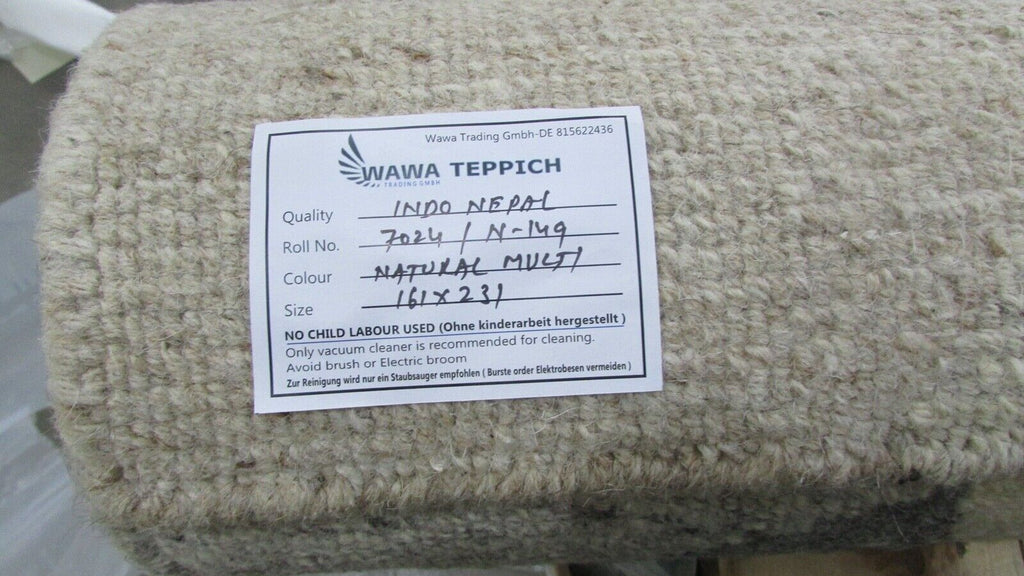 Wawa Trading Gmbh-DE 815622436
WAWA TEPPICH
TRADING GMBH
Quality INDO NEPAL
Roll No. 7024 / N-149
Colour NATURAL MULTI
Size 161X231
NO CHILD LABOUR USED (Ohne kinderarbeit hergestellt )
Only vacuum cleaner is recommended for cleaning.
Avoid brush or Electric broom
Zur Reinigung wird nur ein Staubsauger empfohlen ( Burste order Elektrobesen vermeiden )